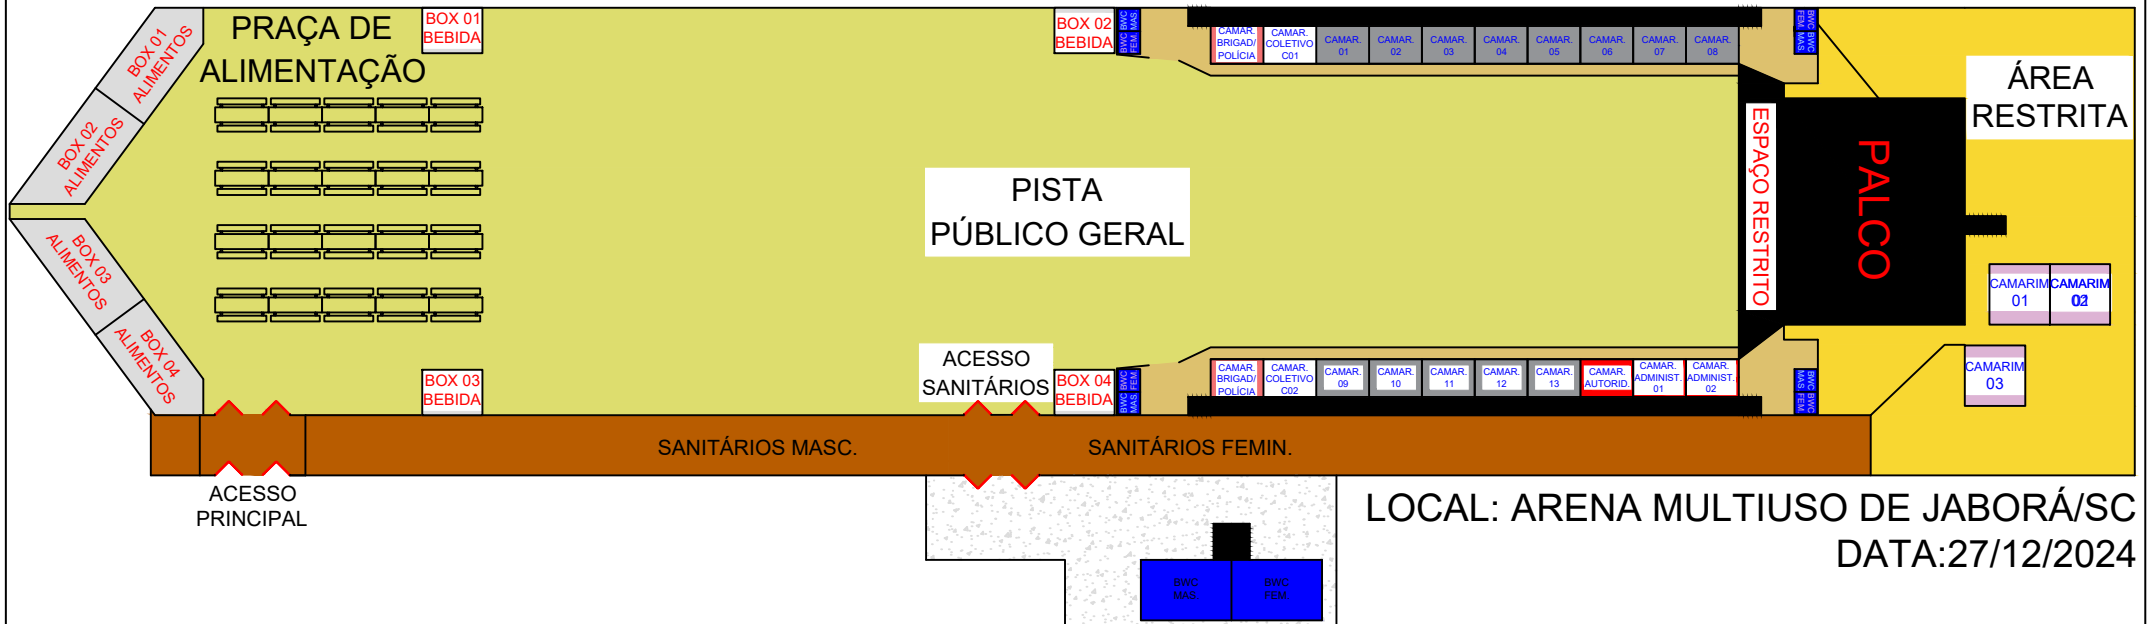 PRAÇA DE
ALIMENTAÇÃO
BOX 01
ALIMENTOS
BOX 02
ALIMENTOS
BOX 03
ALIMENTOS
BOX 04
ALIMENTOS
BOX 01
BEBIDA
BOX 02
BEBIDA
BWC MAS.
BWC FEM.
CAMAR.
BRIGAD/
POLÍCIA
CAMAR.
COLETIVO
C01
CAMAR.
01
CAMAR.
02
CAMAR.
03
CAMAR.
04
CAMAR.
05
CAMAR.
06
CAMAR.
07
CAMAR.
08
BWC FEM.
BWC MAS.
ÁREA
RESTRITA
ESPAÇO RESTRITO
PALCO
PISTA
PÚBLICO GERAL
CAMARIM
01
CAMARIM
CAMARIM
03
BOX 03
BEBIDA
ACESSO
SANITÁRIOS
BOX 04
BEBIDA
BWC FEM.
BWC MAS.
CAMAR.
BRIGAD/
POLÍCIA
CAMAR.
COLETIVO
C02
CAMAR.
09
CAMAR.
10
CAMAR.
11
CAMAR.
12
CAMAR.
13
CAMAR.
AUTORID.
CAMAR.
ADMINIST.
01
CAMAR.
ADMINIST.
02
BWC MAS.
BWC FEM.
SANITÁRIOS MASC.
SANITÁRIOS FEMIN.
ACESSO
PRINCIPAL
BWC
MAS.
BWC
FEM.
LOCAL: ARENA MULTIUSO DE JABORÁ/SC
DATA:27/12/2024